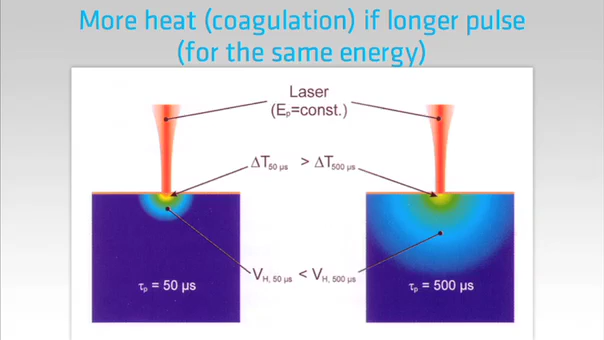 More heat (coagulation) if longer pulse
(for the same energy)
Laser
(Ep=const.)
ΔT50 µs > ΔT500 µs
VH, 50 µs < VH, 500 µs
τp = 50 µs
τp = 500 µs